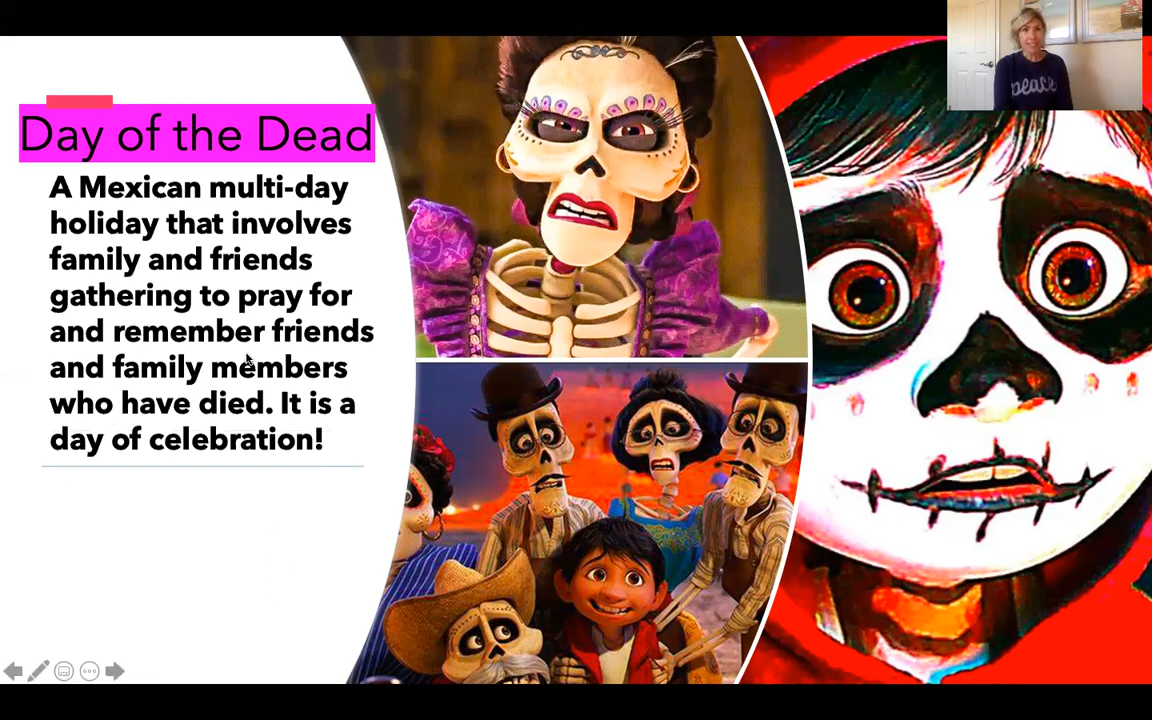 Day of the Dead
A Mexican multi-day
holiday that involves
family and friends
gathering to pray for
and remember friends
and family members
who have died. It is a
day of celebration!
peace